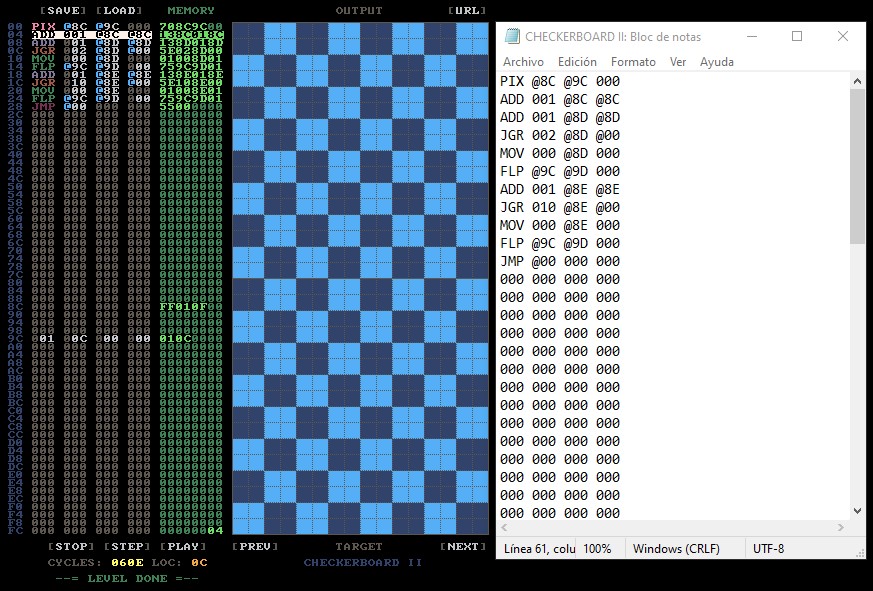 [SAVE] [LOAD] MEMORY
00 PIX @8C @9C 000 708C9C00
04 ADD 001 @8C @8C 138C018C
08 ADD 001 @8D @8D 138D018D
0C JGR 002 @8D @00 5E028D00
10 MOV 000 @8D 000 01008D01
14 FLP @9C @9D 000 759C9D01
18 ADD 001 @8E @8E 138E018E
1C JGR 010 @8E @00 5E108E00
20 MOV 000 @8E 000 01008E01
24 FLP @9C @9D 000 759C9D01
28 JMP @00 000 000 55000000
2C 000 000 000 000 00000000
30 000 000 000 000 00000000
34 000 000 000 000 00000000
38 000 000 000 000 00000000
3C 000 000 000 000 00000000
40 000 000 000 000 00000000
44 000 000 000 000 00000000
48 000 000 000 000 00000000
4C 000 000 000 000 00000000
50 000 000 000 000 00000000
54 000 000 000 000 00000000
58 000 000 000 000 00000000
5C 000 000 000 000 00000000
60 000 000 000 000 00000000
64 000 000 000 000 00000000
68 000 000 000 000 00000000
6C 000 000 000 000 00000000
70 000 000 000 000 00000000
74 000 000 000 000 00000000
78 000 000 000 000 00000000
7C 000 000 000 000 00000000
80 000 000 000 000 00000000
84 000 000 000 000 00000000
88 000 000 000 000 00000000
8C 000 000 000 000 FF010F00
90 000 000 000 000 00000000
94 000 000 000 000 00000000
98 000 000 000 000 00000000
9C 01 0C 00 00 010C0000
A0 000 000 000 000 00000000
A4 000 000 000 000 00000000
A8 000 000 000 000 00000000
AC 000 000 000 000 00000000
B0 000 000 000 000 00000000
B4 000 000 000 000 00000000
B8 000 000 000 000 00000000
BC 000 000 000 000 00000000
C0 000 000 000 000 00000000
C4 000 000 000 000 00000000
C8 000 000 000 000 00000000
CC 000 000 000 000 00000000
D0 000 000 000 000 00000000
D4 000 000 000 000 00000000
D8 000 000 000 000 00000000
DC 000 000 000 000 00000000
E0 000 000 000 000 00000000
E4 000 000 000 000 00000000
E8 000 000 000 000 00000000
EC 000 000 000 000 00000000
F0 000 000 000 000 00000000
F4 000 000 000 000 00000000
F8 000 000 000 000 00000000
FC 000 000 000 000 00000004
[STOP] [STEP] [PLAY]
CYCLES: 060E LOC: 0C
--= LEVEL DONE =--
OUTPUT [URL]
[PREV] TARGET [NEXT]
CHECKERBOARD II
CHECKERBOARD II: Bloc de notas
Archivo Edición Formato Ver Ayuda
PIX @8C @9C 000
ADD 001 @8C @8C
ADD 001 @8D @8D
JGR 002 @8D @00
MOV 000 @8D 000
FLP @9C @9D 000
ADD 001 @8E @8E
JGR 010 @8E @00
MOV 000 @8E 000
FLP @9C @9D 000
JMP @00 000 000
000 000 000 000
000 000 000 000
000 000 000 000
000 000 000 000
000 000 000 000
000 000 000 000
000 000 000 000
000 000 000 000
000 000 000 000
000 000 000 000
000 000 000 000
000 000 000 000
000 000 000 000
000 000 000 000
Línea 61, colu 100% Windows (CRLF) UTF-8